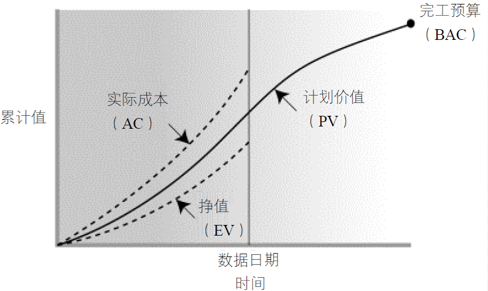 完工预算
（BAC）
实际成本
（AC）
计划价值
（PV）
累计值
挣值
（EV）
数据日期
时间